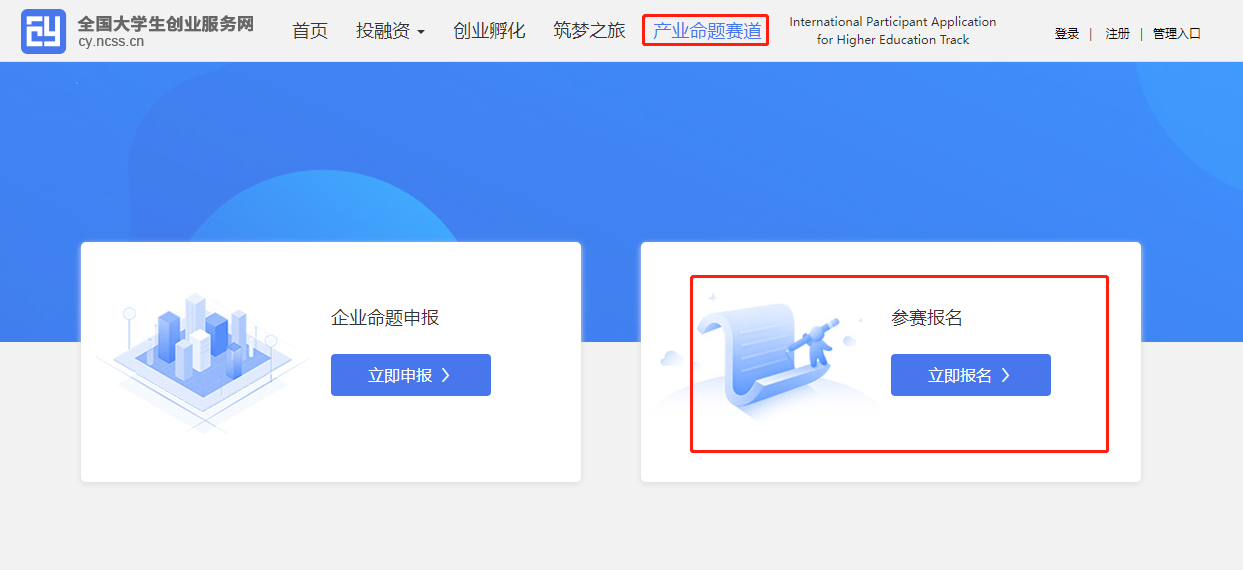 全国大学生创业服务网
cy.ncss.cn
首页
投融资
创业孵化
筑梦之旅
产业命题赛道
International Participant Application
for Higher Education Track
登录 | 注册 | 管理入口
企业命题申报
立即申报
参赛报名
立即报名